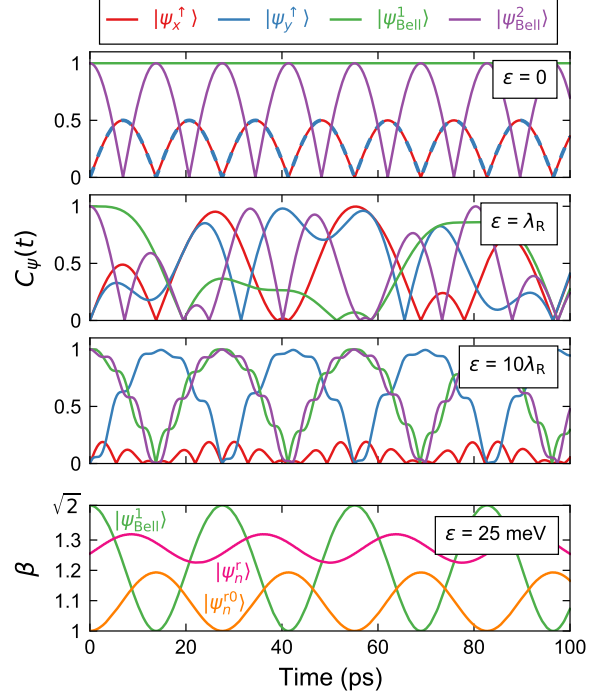 |ψx↑⟩ |ψy↑⟩ |ψ¹Bell⟩ |ψ²Bell⟩
1
0.5
0
ε = 0
1
0.5
0
ε = λR
Cψ(t)
1
0.5
0
ε = 10λR
√2
1.3
1.2
1.1
1
β
|ψ¹Bell⟩
ε = 25 meV
|ψnʳ⟩
|ψnʳ⁰⟩
0 20 40 60 80 100
Time (ps)